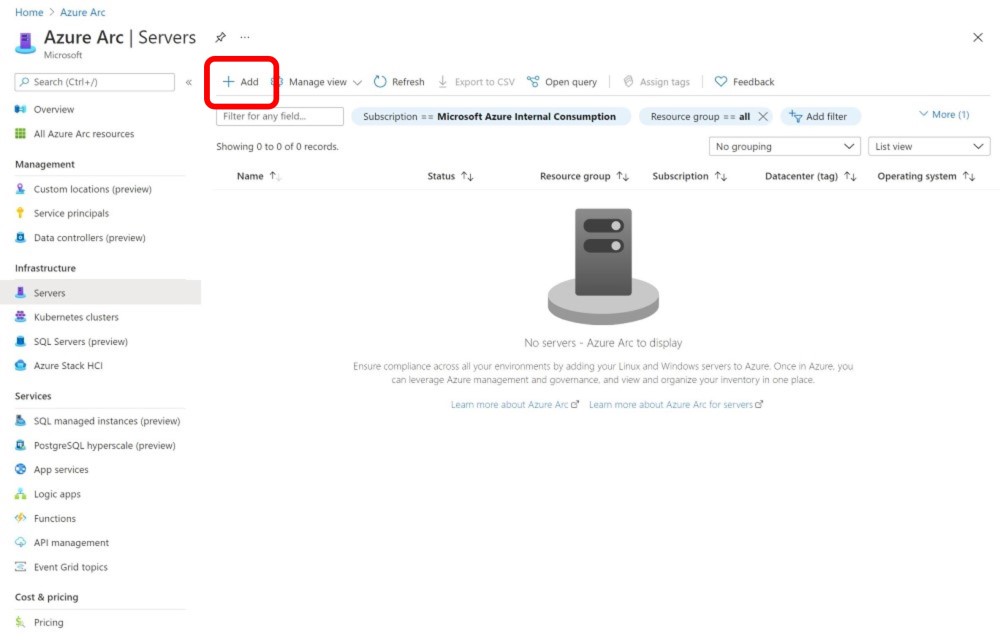 Home > Azure Arc
Azure Arc | Servers ...
Microsoft
Search (Ctrl+/) «
Overview
All Azure Arc resources
Management
Custom locations (preview)
Service principals
Data controllers (preview)
Infrastructure
Servers
Kubernetes clusters
SQL Servers (preview)
Azure Stack HCI
Services
SQL managed instances (preview)
PostgreSQL hyperscale (preview)
App services
Logic apps
Functions
API management
Event Grid topics
Cost & pricing
Pricing
+ Add Manage view Refresh Export to CSV Open query Assign tags Feedback
Filter for any field... Subscription == Microsoft Azure Internal Consumption Resource group == all Add filter More (1)
Showing 0 to 0 of 0 records. No grouping List view
Name ↑↓ Status ↑↓ Resource group ↑↓ Subscription ↑↓ Datacenter (tag) ↑↓ Operating system ↑↓
No servers - Azure Arc to display
Ensure compliance across all your environments by adding your Linux and Windows servers to Azure. Once in Azure, you
can leverage Azure management and governance, and view and organize your inventory in one place.
Learn more about Azure Arc Learn more about Azure Arc for servers